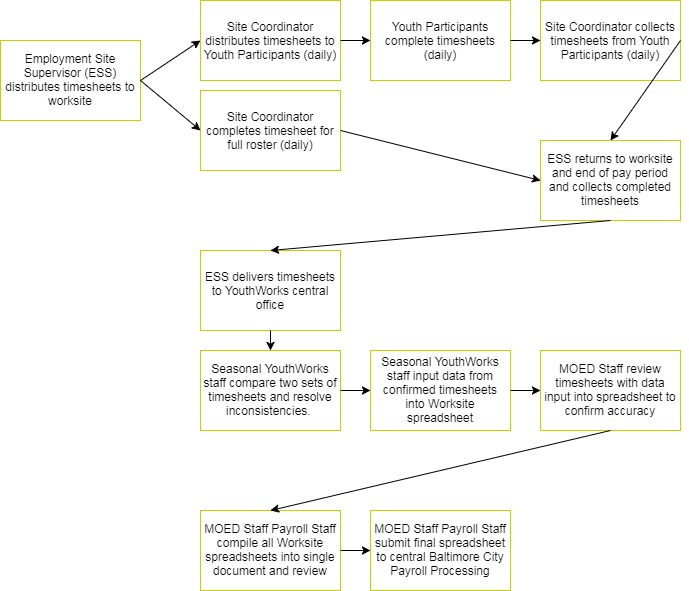 Employment Site
Supervisor (ESS)
distributes timesheets to
worksite
Site Coordinator
distributes timesheets to
Youth Participants (daily)
Youth Participants
complete timesheets
(daily)
Site Coordinator collects
timesheets from Youth
Participants (daily)
Site Coordinator
completes timesheet for
full roster (daily)
ESS returns to worksite
and end of pay period
and collects completed
timesheets
ESS delivers timesheets
to YouthWorks central
office
Seasonal YouthWorks
staff compare two sets of
timesheets and resolve
inconsistencies.
Seasonal YouthWorks
staff input data from
confirmed timesheets
into Worksite
spreadsheet
MOED Staff review
timesheets with data
input into spreadsheet to
confirm accuracy
MOED Staff Payroll Staff
compile all Worksite
spreadsheets into single
document and review
MOED Staff Payroll Staff
submit final spreadsheet
to central Baltimore City
Payroll Processing